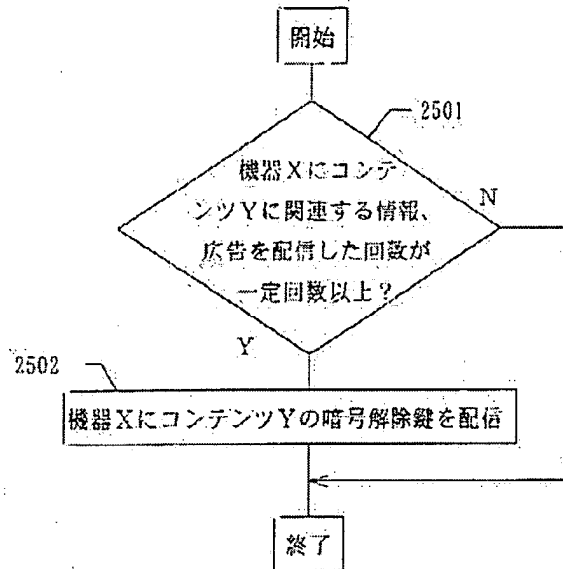 開始
2501
機器Xにコンテ
ンツYに関連する情報、
広告を配信した回数が
一定回数以上?
N
Y
2502
機器XにコンテンツYの暗号解除鍵を配信
終了